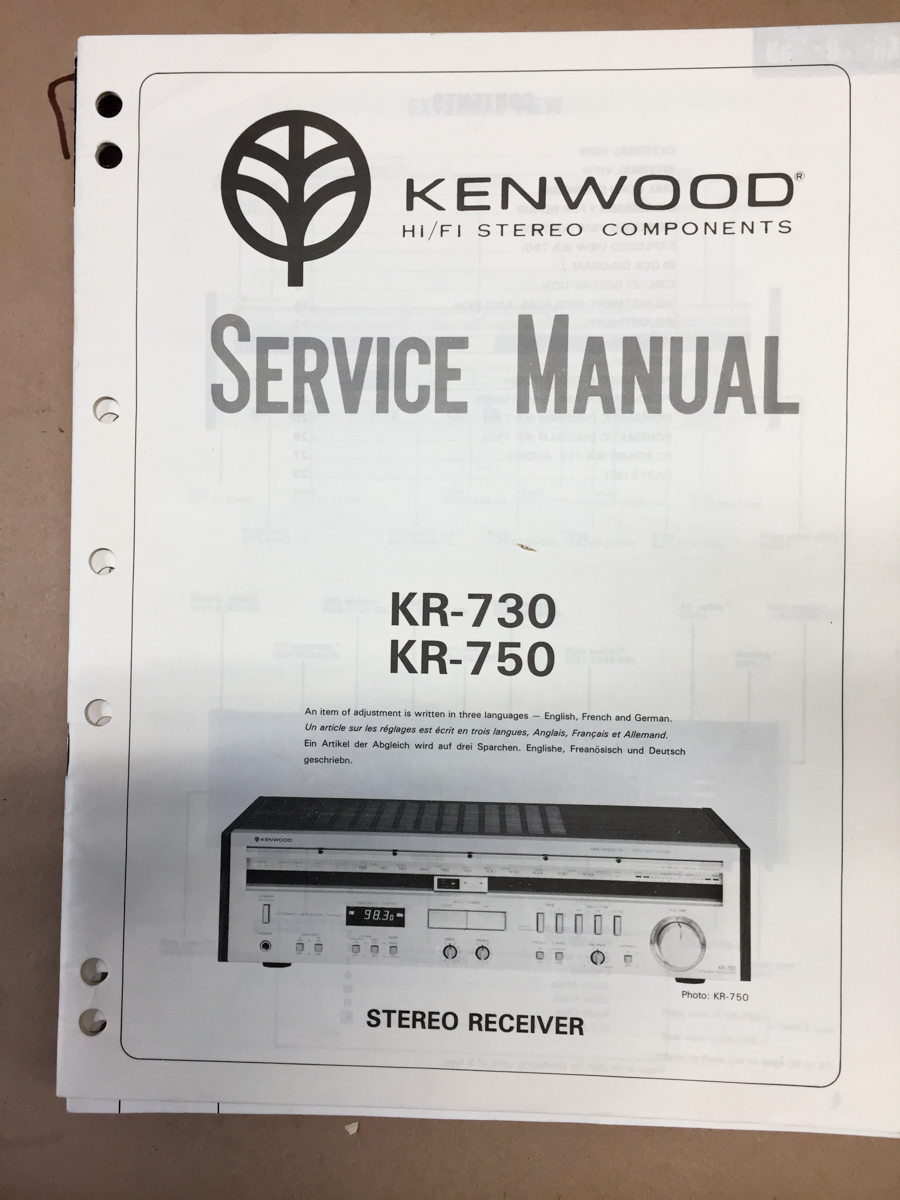 KENWOOD®
HI/FI STEREO COMPONENTS
SERVICE MANUAL
KR-730
KR-750
An item of adjustment is written in three languages — English, French and German.
Un article sur les réglages est écrit en trois langues, Anglais, Français et Allemand.
Ein Artikel der Abgleich wird auf drei Sparchen. Englishe, Freanösisch und Deutsch
geschriebn.
KENWOOD
98.30
KR-750
Photo: KR-750
STEREO RECEIVER